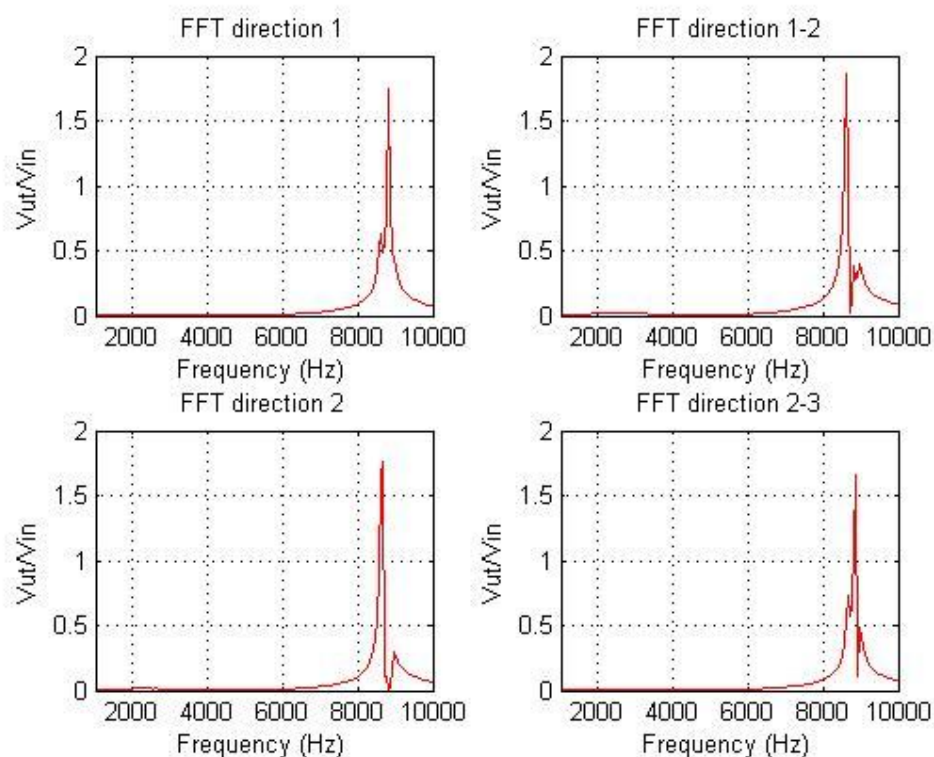 FFT direction 1
2
1.5
1
0.5
0
Vut/Vin
2000 4000 6000 8000 10000
Frequency (Hz)
FFT direction 1-2
2
1.5
1
0.5
0
Vut/Vin
2000 4000 6000 8000 10000
Frequency (Hz)
FFT direction 2
2
1.5
1
0.5
0
Vut/Vin
2000 4000 6000 8000 10000
Frequency (Hz)
FFT direction 2-3
2
1.5
1
0.5
0
Vut/Vin
2000 4000 6000 8000 10000
Frequency (Hz)